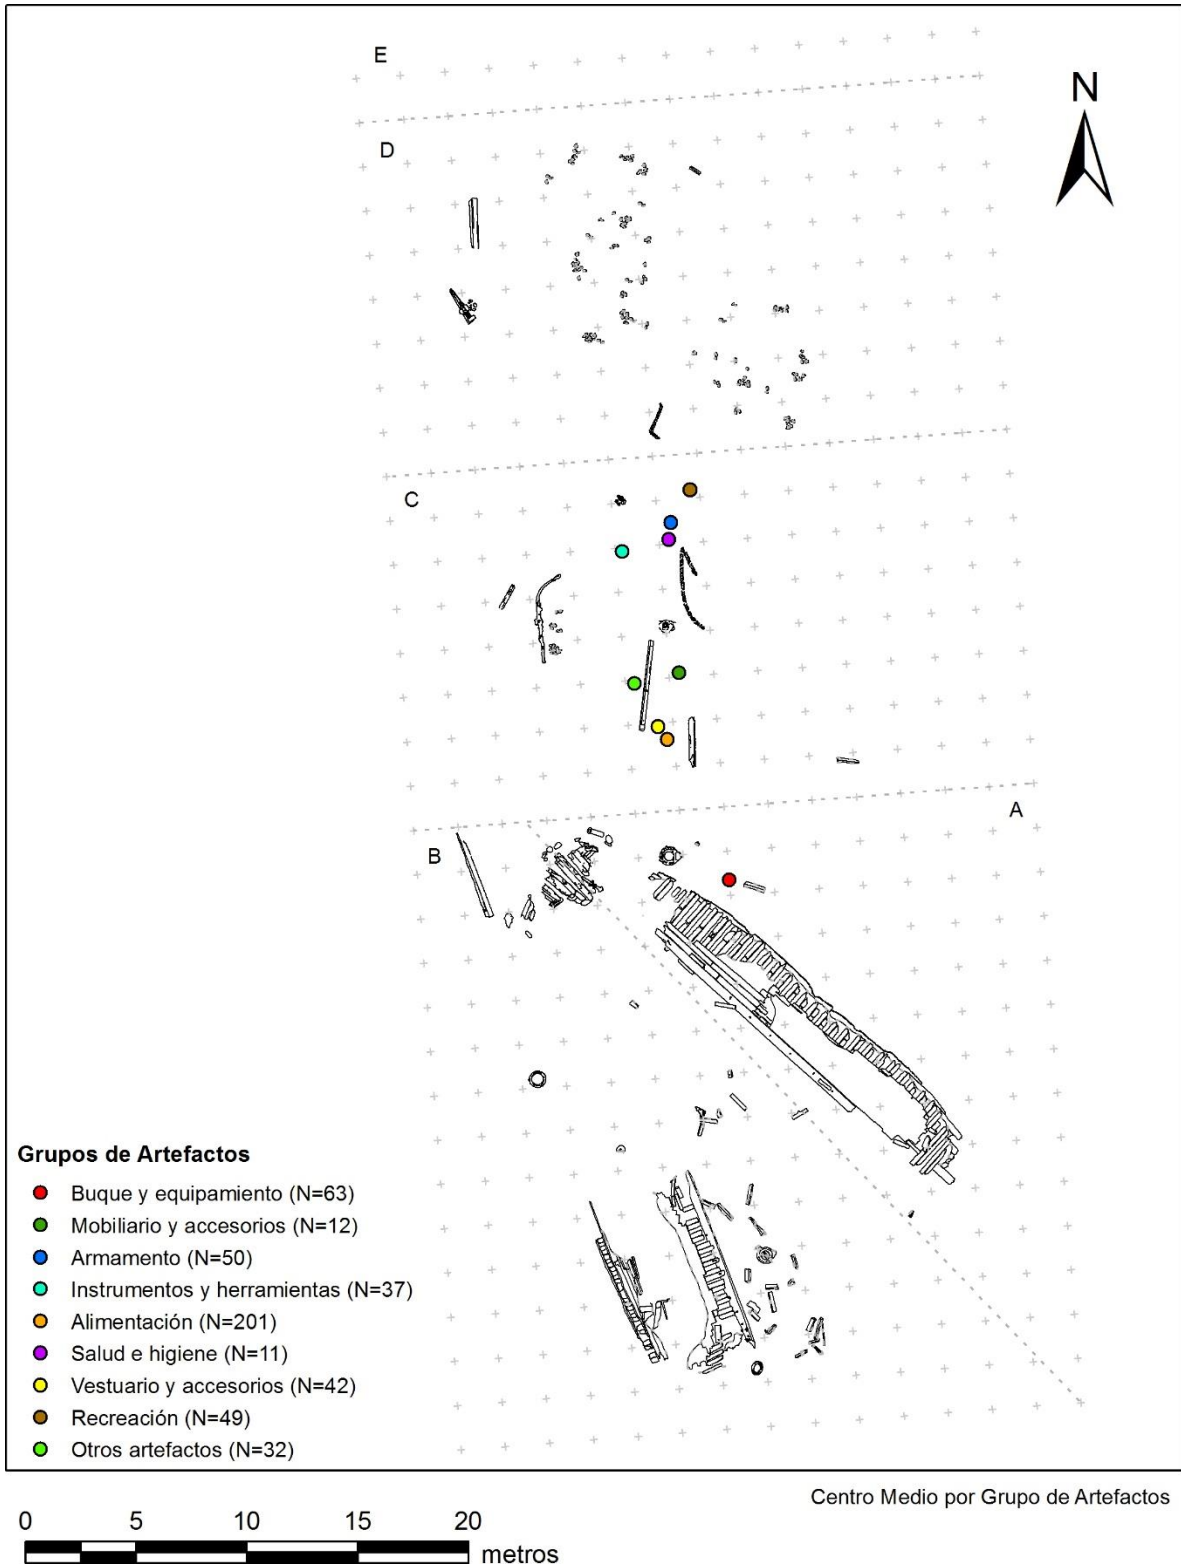 E
N
D
C
A
B
Grupos de Artefactos
Buque y equipamiento (N=63)
Mobiliario y accesorios (N=12)
Armamento (N=50)
Instrumentos y herramientas (N=37)
Alimentación (N=201)
Salud e higiene (N=11)
Vestuario y accesorios (N=42)
Recreación (N=49)
Otros artefactos (N=32)
Centro Medio por Grupo de Artefactos
0 5 10 15 20
metros